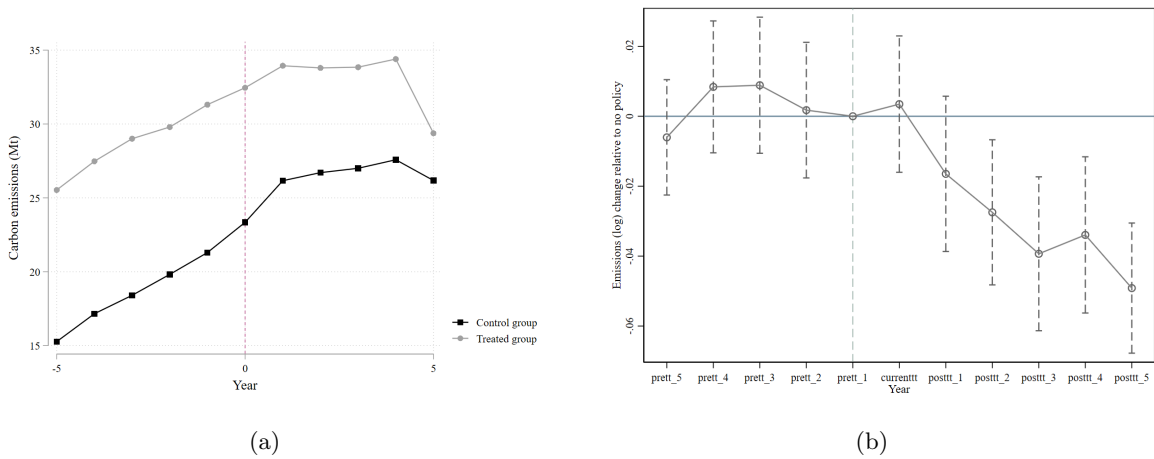 35
30
25
20
15
Carbon emissions (Mt)
-5
0
5
Year
Control group
Treated group
(a)
.02
0
-.02
-.04
-.06
Emissions (log) change relative to no policy
prett_5 prett_4 prett_3 prett_2 prett_1 currenttt posttt_1 posttt_2 posttt_3 posttt_4 posttt_5
Year
(b)